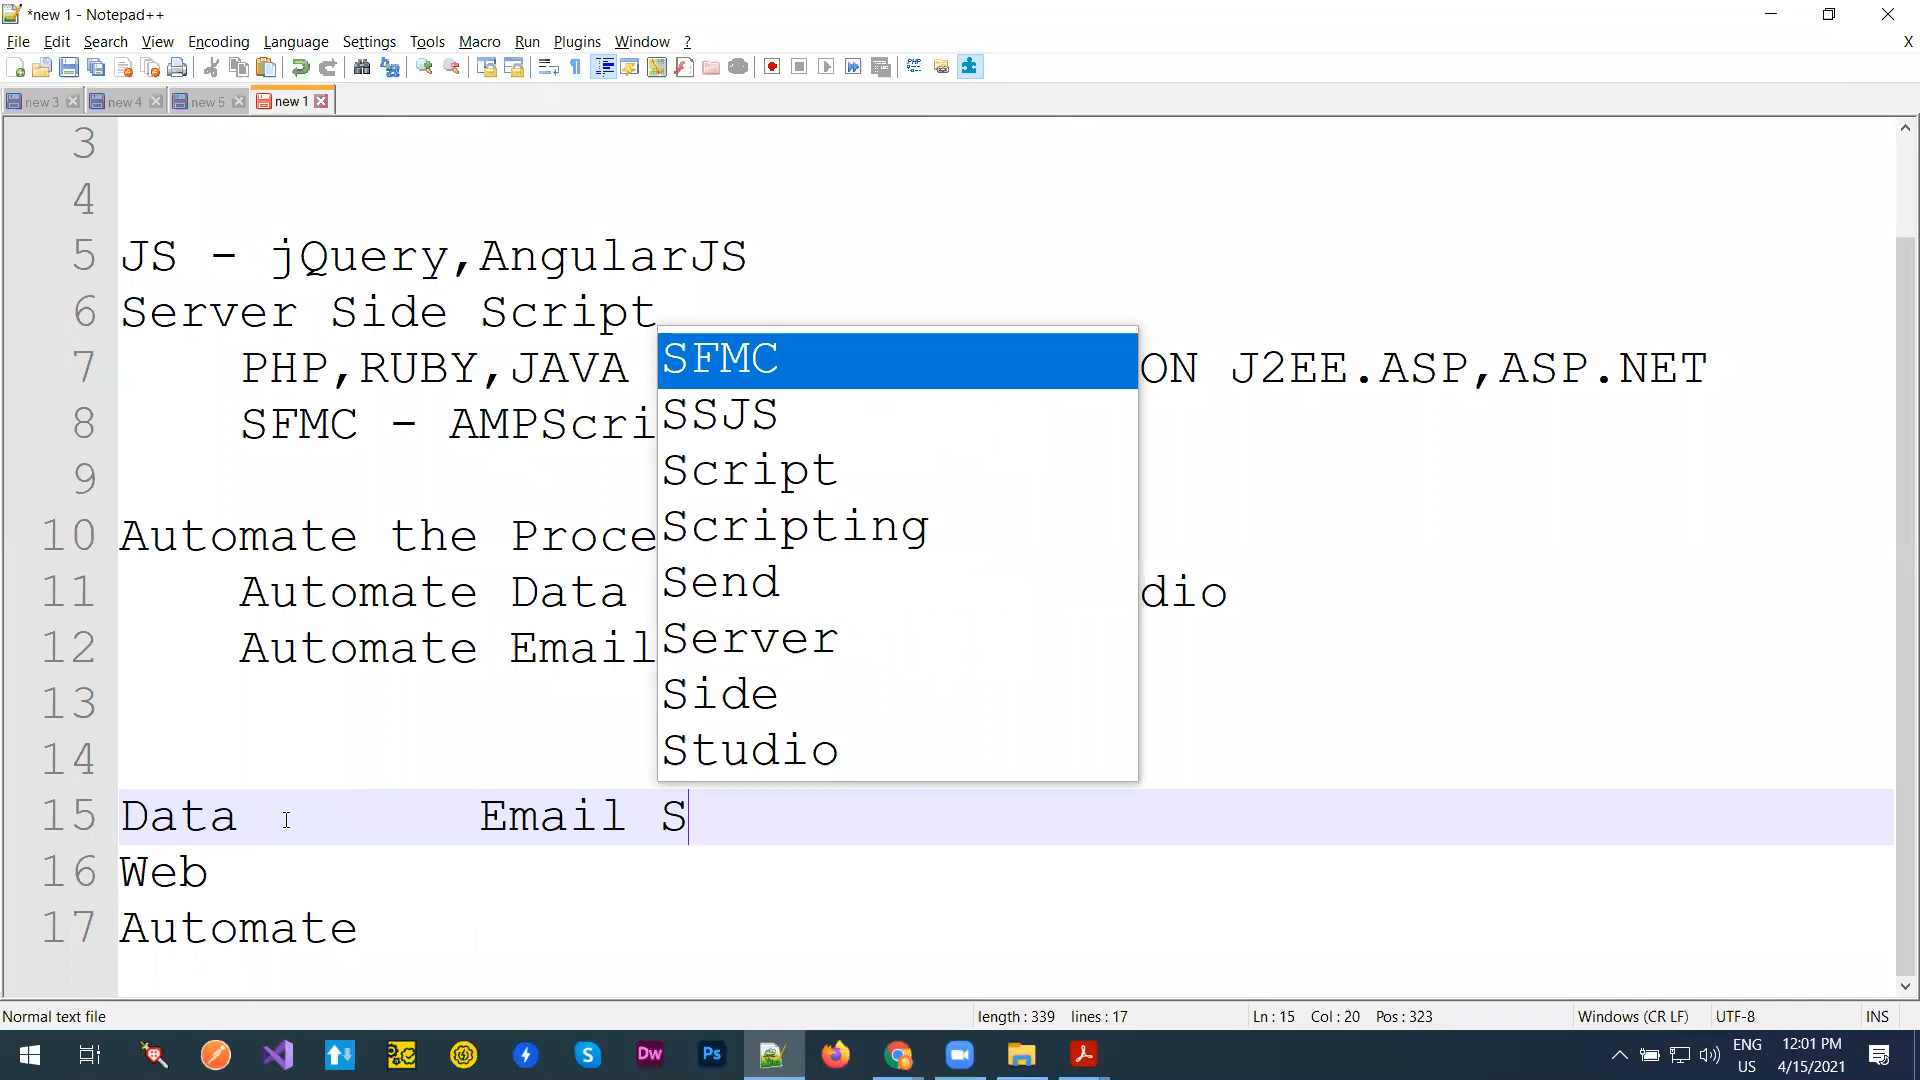 *new 1 - Notepad++
File Edit Search View Encoding Language Settings Tools Macro Run Plugins Window ? X
new 3 new 4 new 5 new 1
3
4
5 JS - jQuery,AngularJS
6 Server Side Script
7 PHP,RUBY,JAVA ON J2EE.ASP,ASP.NET
8 SFMC - AMPScri
9
10 Automate the Proce
11 Automate Data dio
12 Automate Email
13
14
15 Data Email S
16 Web
17 Automate
SFMC
SSJS
Script
Scripting
Send
Server
Side
Studio
Normal text file length : 339 lines : 17 Ln : 15 Col : 20 Pos : 323 Windows (CR LF) UTF-8 INS
S Dw Ps
ENG
US
12:01 PM
4/15/2021